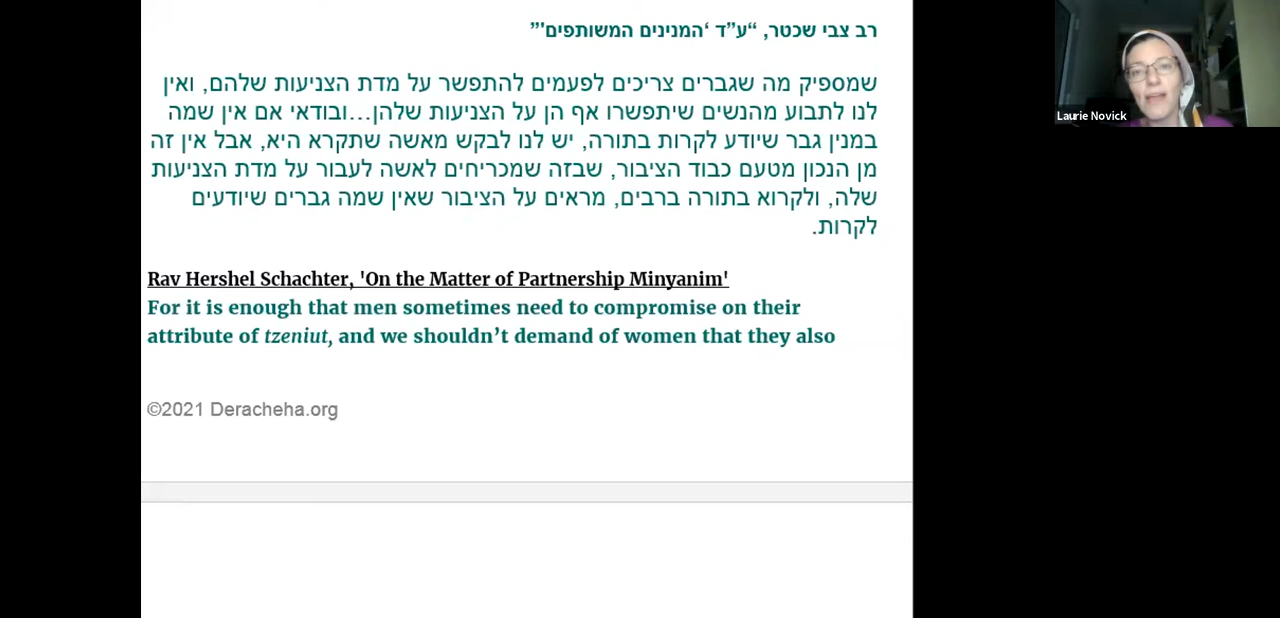 רב צבי שכטר, “ע”ד ‘המנינים המשותפים'”
שמספיק מה שגברים צריכים לפעמים להתפשר על מדת הצניעות שלהם, ואין
לנו לתבוע מהנשים שיתפשרו אף הן על הצניעות שלהן...ובודאי אם אין שמה
במנין גבר שיודע לקרות בתורה, יש לנו לבקש מאשה שתקרא היא, אבל אין זה
מן הנכון מטעם כבוד הציבור, שבזה שמכריחים לאשה לעבור על מדת הצניעות
שלה, ולקרוא בתורה ברבים, מראים על הציבור שאין שמה גברים שיודעים
לקרות.
Rav Hershel Schachter, 'On the Matter of Partnership Minyanim'
For it is enough that men sometimes need to compromise on their
attribute of tzeniut, and we shouldn’t demand of women that they also
©2021 Deracheha.org
Laurie Novick